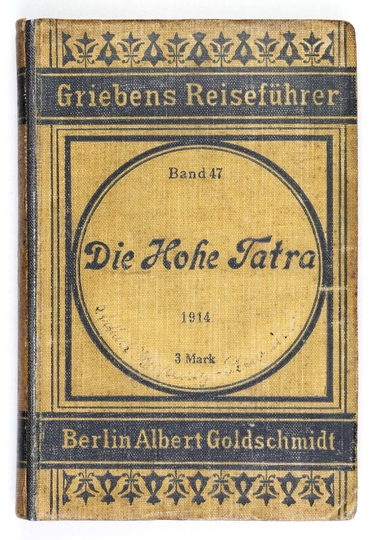 Griebens Reiseführer
Band 47
Die Hohe Tatra
1914
3 Mark
Berlin Albert Goldschmidt